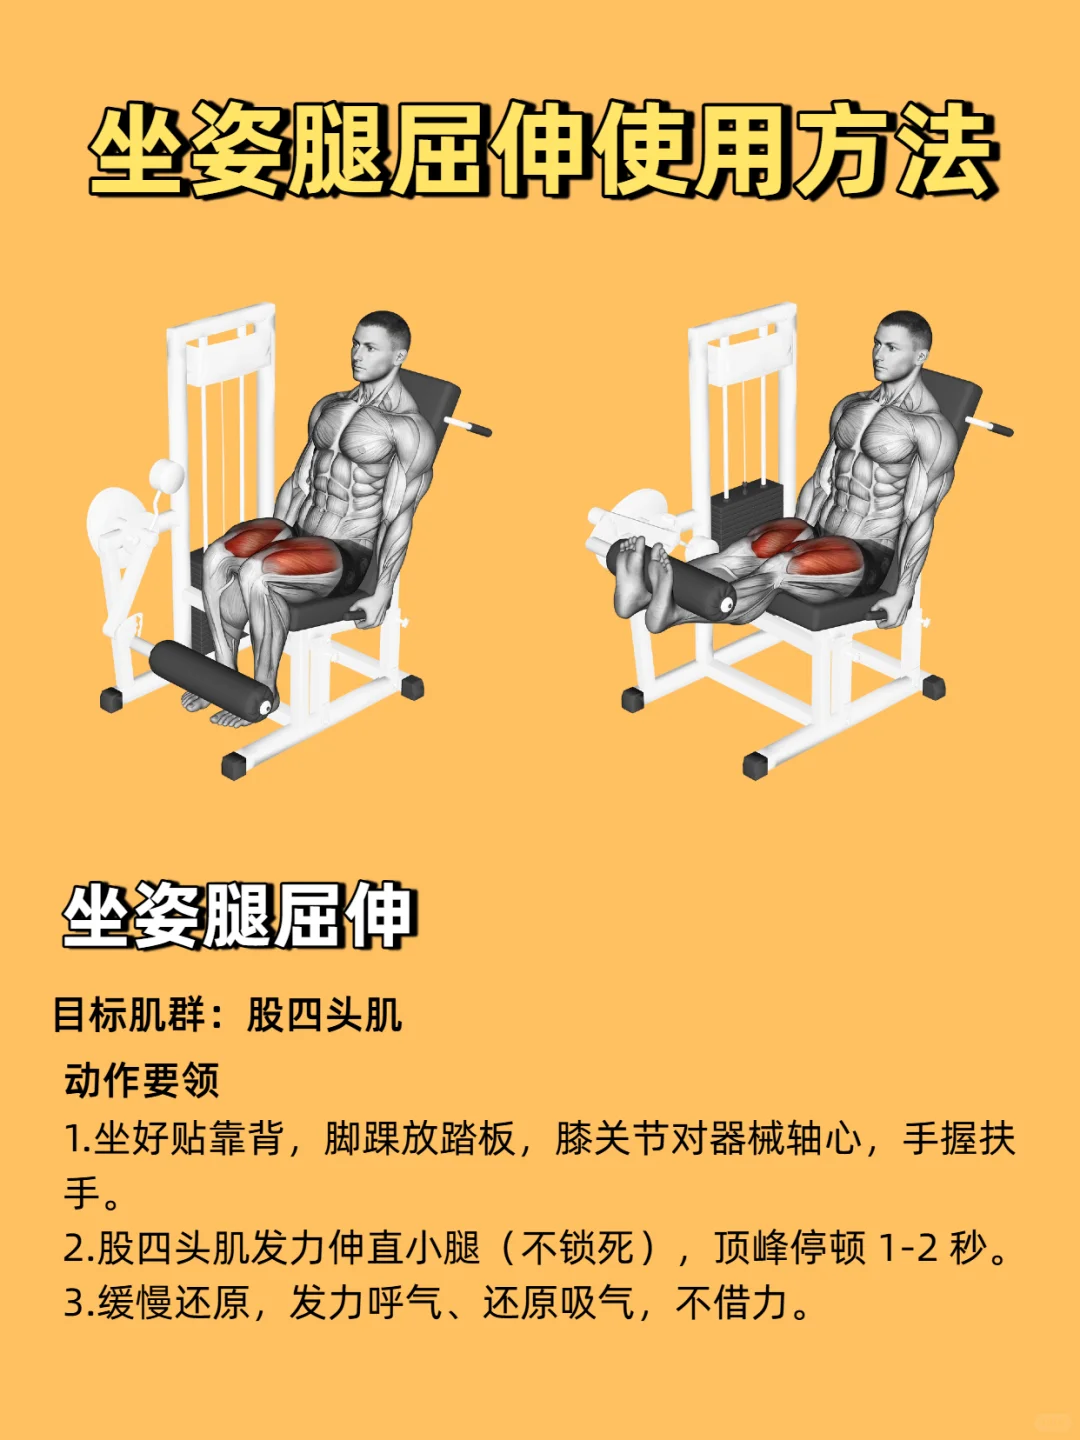 坐姿腿屈伸使用方法
坐姿腿屈伸
目标肌群：股四头肌
动作要领
1.坐好贴靠背，脚踝放踏板，膝关节对器械轴心，手握扶
手。
2.股四头肌发力伸直小腿（不锁死），顶峰停顿 1-2 秒。
3.缓慢还原，发力呼气、还原吸气，不借力。